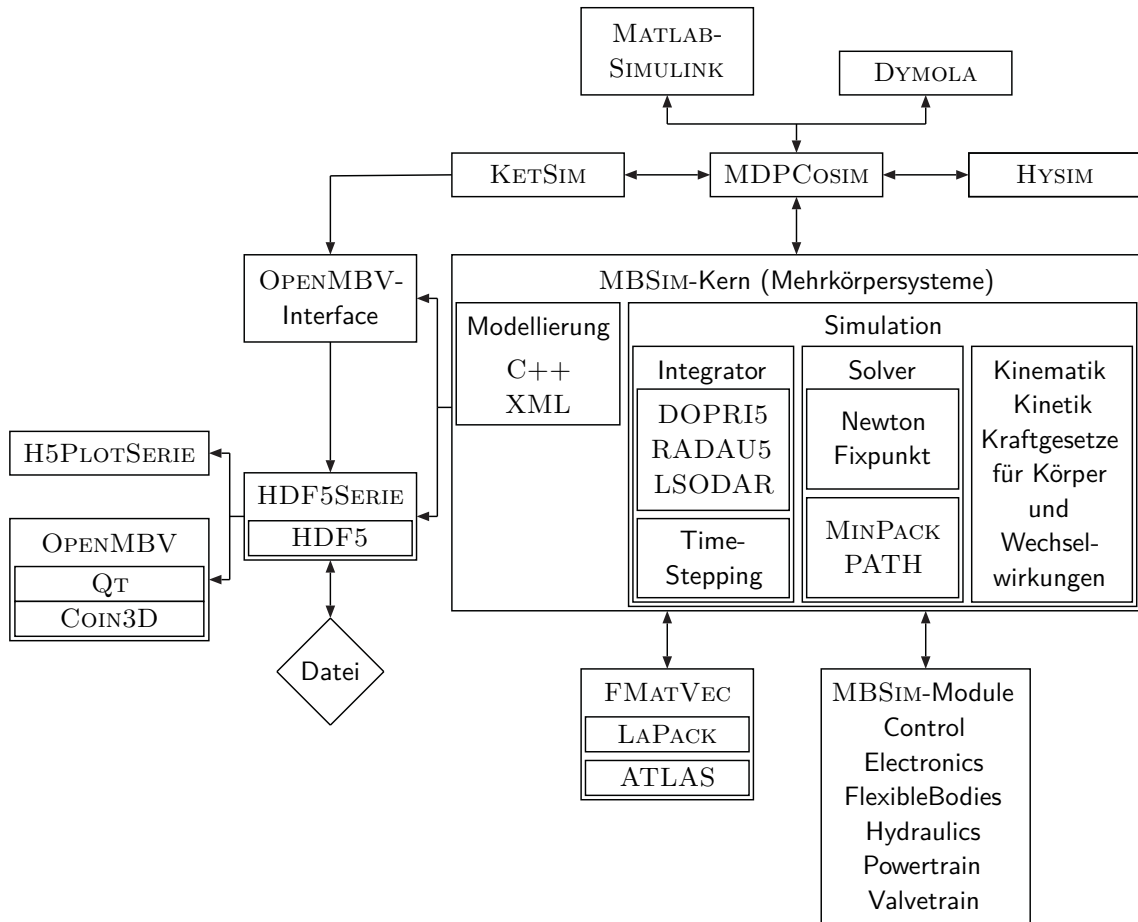 MATLAB-
SIMULINK
DYMOLA
KETSIM
MDPCOSIM
HYSIM
OPENMBV-
Interface
MBSIM-Kern (Mehrkörpersysteme)
Modellierung
C++
XML
Simulation
Integrator
DOPRI5
RADAU5
LSODAR
Time-
Stepping
Solver
Newton
Fixpunkt
MINPACK
PATH
Kinematik
Kinetik
Kraftgesetze
für Körper
und
Wechsel-
wirkungen
H5PLOTSERIE
HDF5SERIE
HDF5
OPENMBV
QT
COIN3D
Datei
FMATVEC
LAPACK
ATLAS
MBSIM-Module
Control
Electronics
FlexibleBodies
Hydraulics
Powertrain
Valvetrain